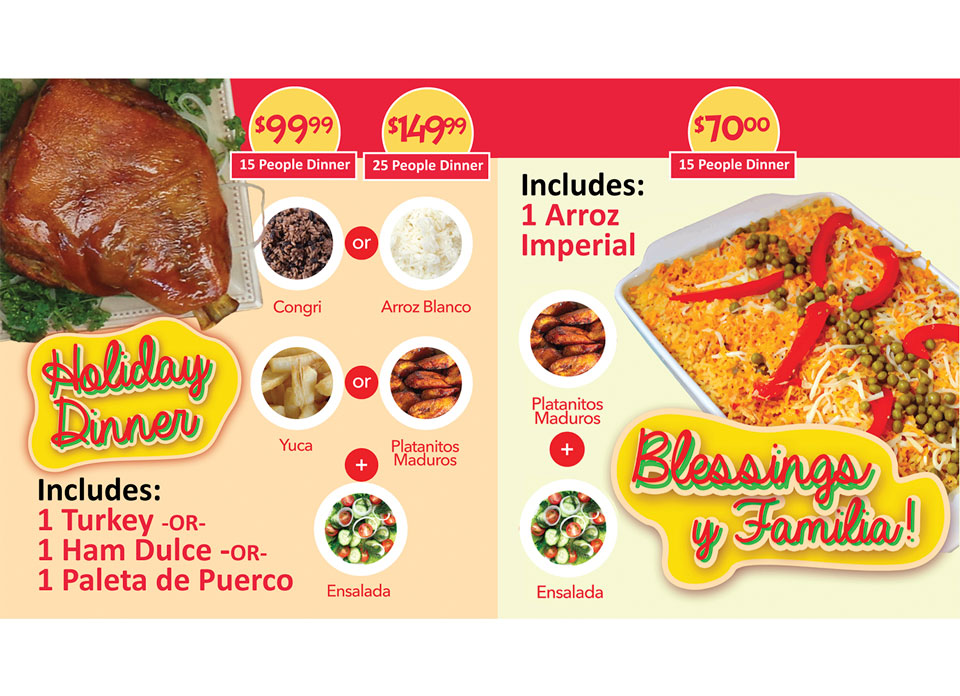 $99.99
15 People Dinner
$149.99
25 People Dinner
Congri
or
Arroz Blanco
Yuca
or
Platanitos
Maduros
+
Ensalada
Holiday
Dinner
Includes:
1 Turkey -OR-
1 Ham Dulce -OR-
1 Paleta de Puerco
$70.00
15 People Dinner
Includes:
1 Arroz
Imperial
Platanitos
Maduros
+
Ensalada
Blessings
y Familia!